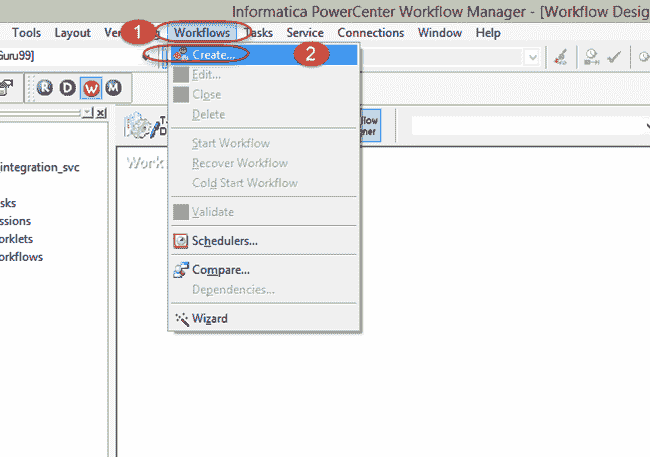 Informatica PowerCenter Workflow Manager - [Workflow Des
Tools Layout Ver 1 Workflows Tasks Service Connections Window Help
Guru99]
Create... 2
R D W M
Edit...
Close
Delete
Start Workflow
Recover Workflow
Cold Start Workflow
Validate
Schedulers...
Compare...
Dependencies...
Wizard
T
D
flow
gner
Work
integration_svc
sks
ssions
orklets
orkflows